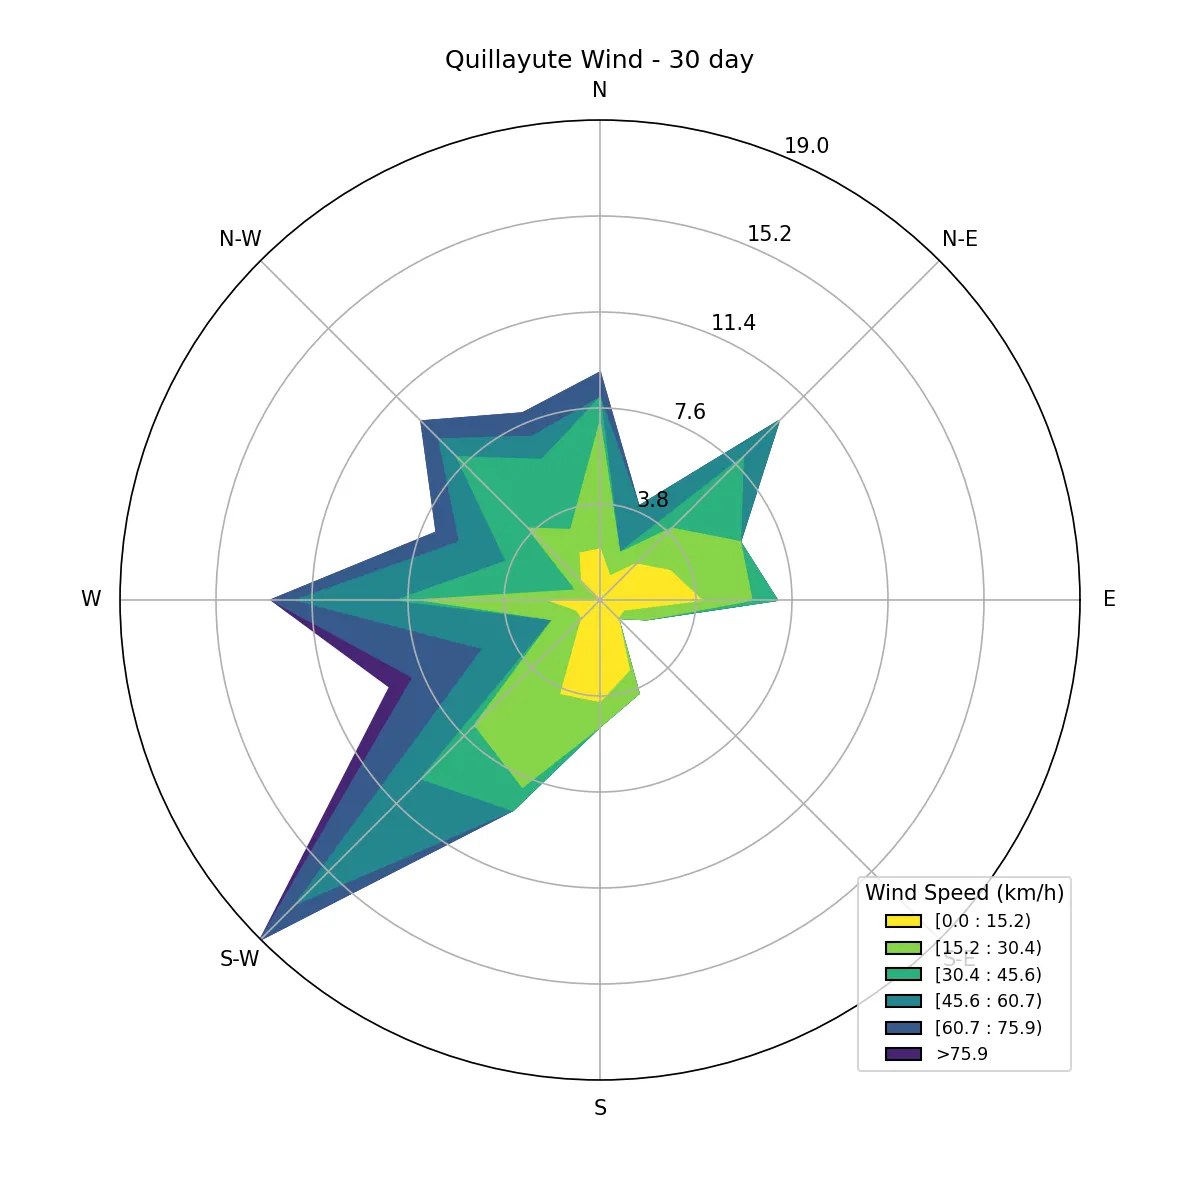 Quillayute Wind - 30 day
N
19.0
15.2
N-W
N-E
11.4
7.6
3.8
W
E
S-W
S-E
Wind Speed (km/h)
[0.0 : 15.2)
[15.2 : 30.4)
[30.4 : 45.6)
[45.6 : 60.7)
[60.7 : 75.9)
>75.9
S